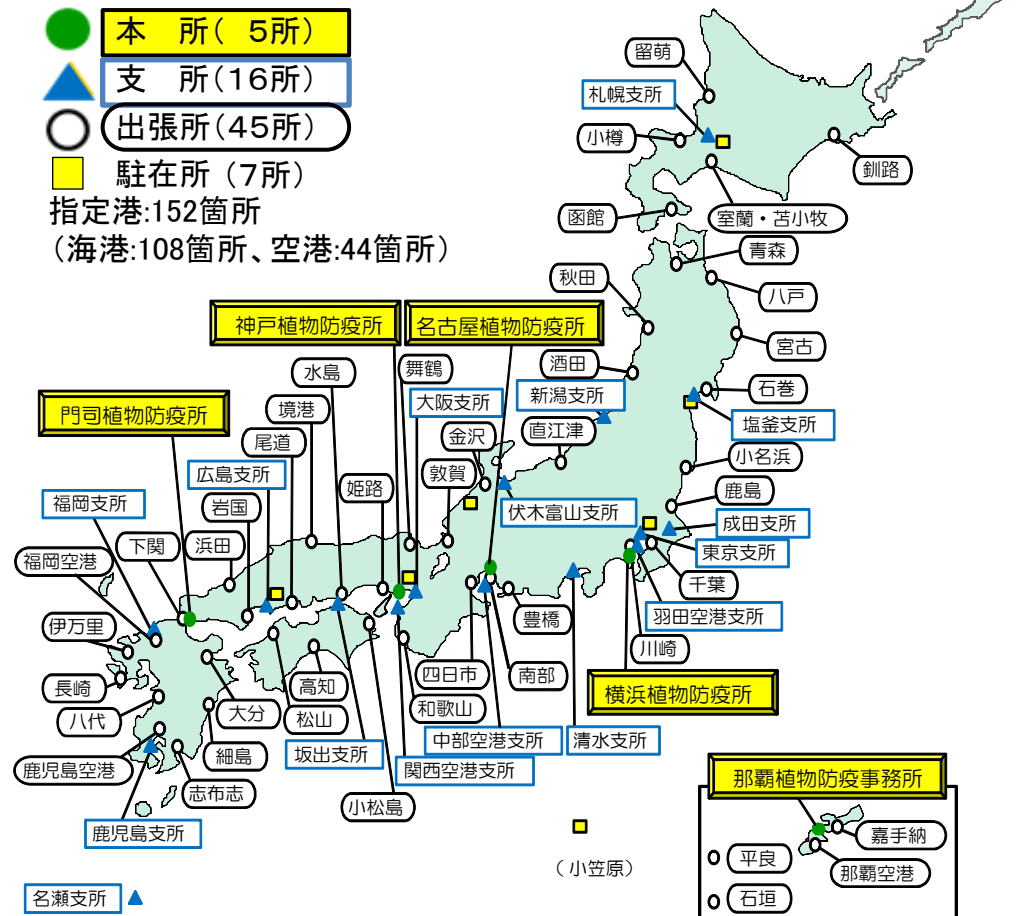 本　所(　5所)
支　所(16所)
出張所(45所)
駐在所 (7所)
指定港:152箇所
(海港:108箇所、空港:44箇所)
留萌
札幌支所
小樽
釧路
函館
室蘭・苫小牧
青森
秋田
八戸
神戸植物防疫所
名古屋植物防疫所
宮古
水島
舞鶴
酒田
石巻
門司植物防疫所
境港
大阪支所
新潟支所
塩釜支所
尾道
金沢
直江津
小名浜
広島支所
姫路
敦賀
鹿島
福岡支所
岩国
伏木富山支所
成田支所
下関
浜田
東京支所
福岡空港
千葉
豊橋
羽田空港支所
伊万里
川崎
四日市
南部
長崎
高知
横浜植物防疫所
八代
大分
松山
和歌山
細島
坂出支所
中部空港支所
清水支所
鹿児島空港
関西空港支所
志布志
小松島
那覇植物防疫事務所
鹿児島支所
嘉手納
(小笠原)
平良
那覇空港
名瀬支所
石垣